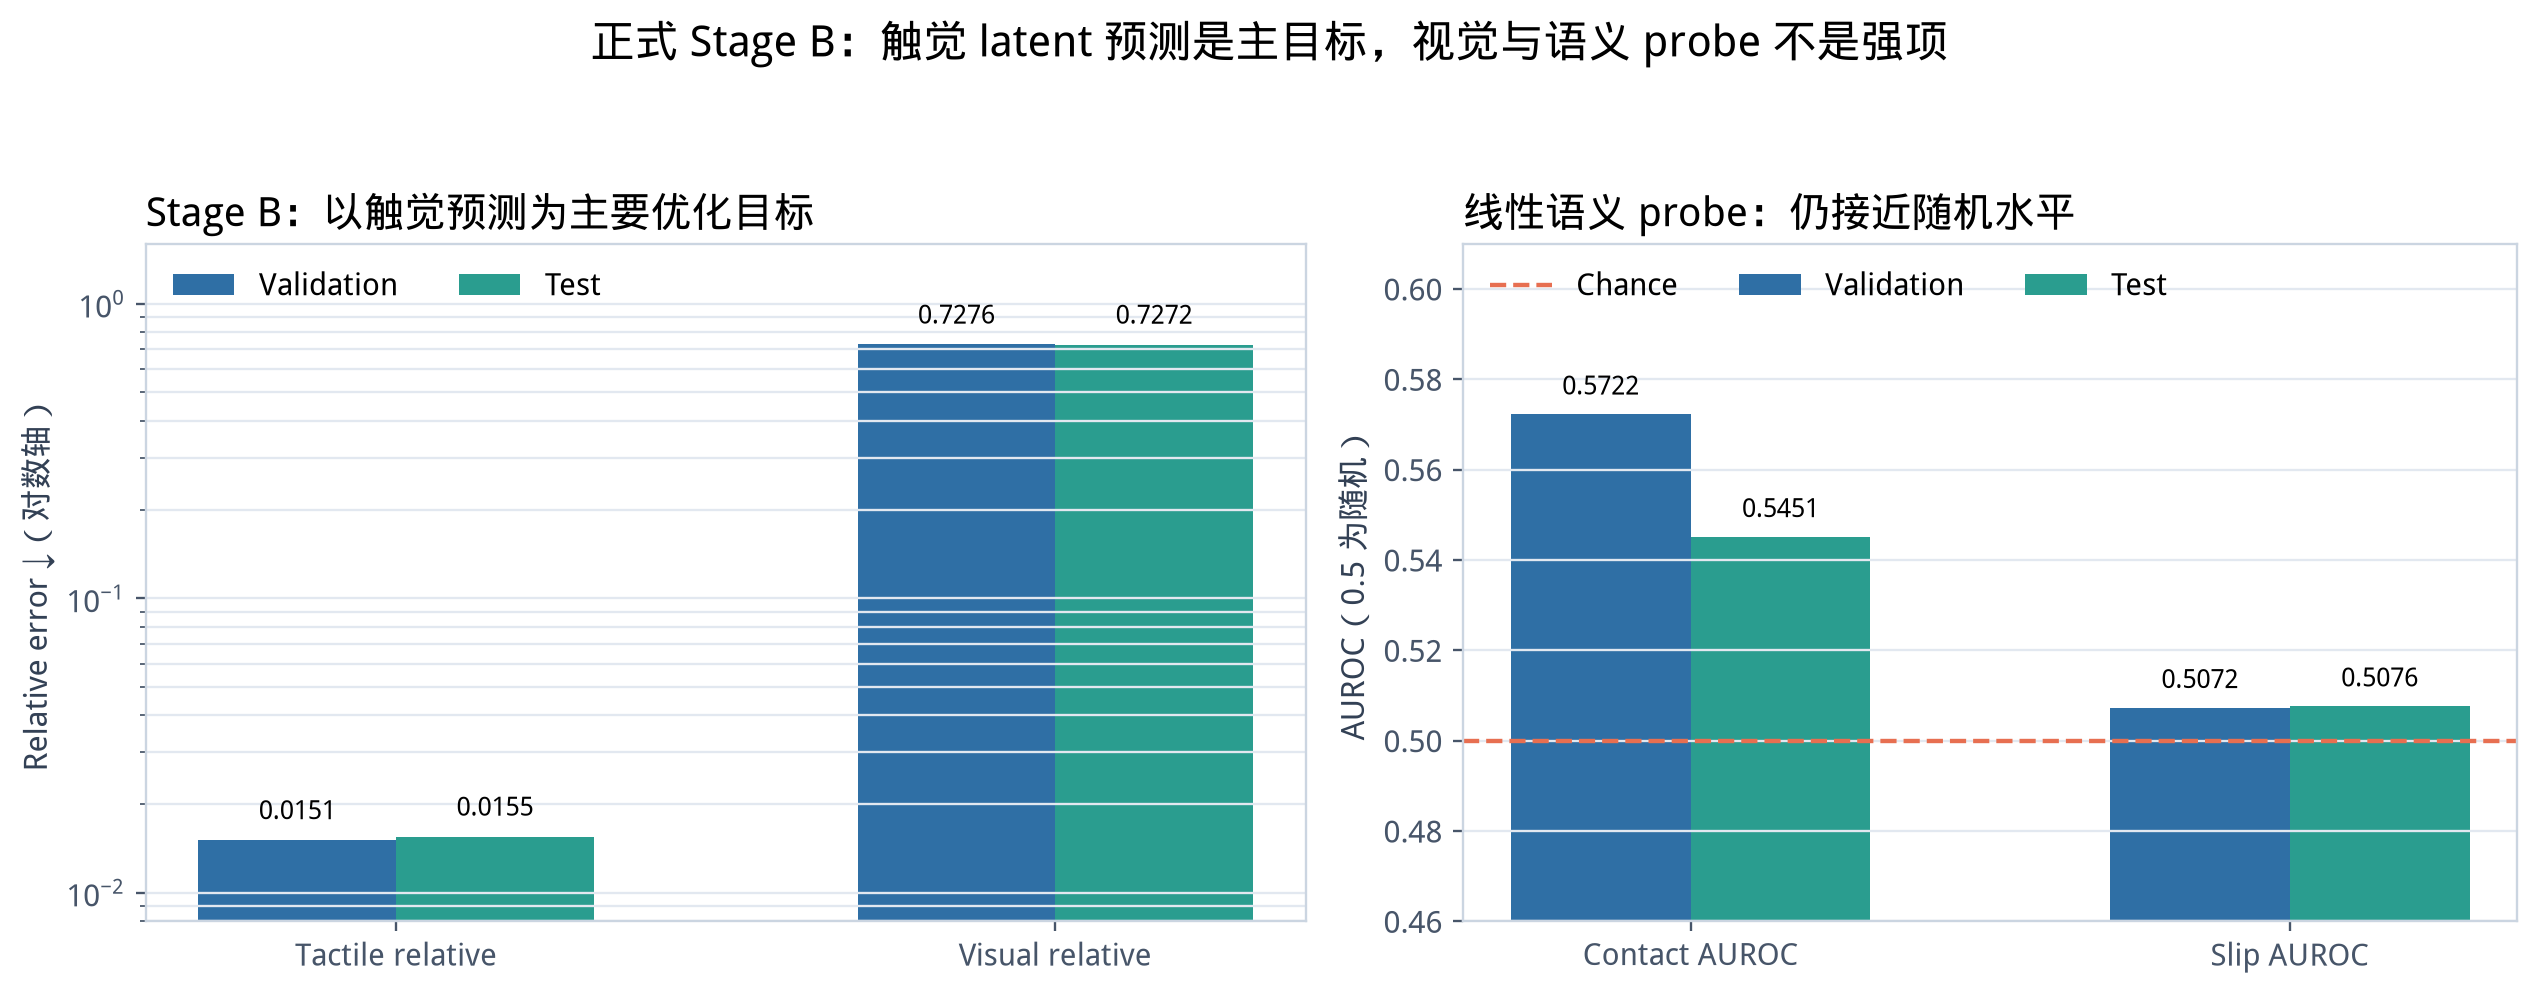 正式 Stage B：触觉 latent 预测是主目标，视觉与语义 probe 不是强项
Stage B：以触觉预测为主要优化目标
Validation
Test
Relative error ↓（对数轴）
10⁰
10⁻¹
10⁻²
0.0151
0.0155
0.7276
0.7272
Tactile relative
Visual relative
线性语义 probe：仍接近随机水平
Chance
Validation
Test
AUROC（0.5 为随机）
0.60
0.58
0.56
0.54
0.52
0.50
0.48
0.46
0.5722
0.5451
0.5072
0.5076
Contact AUROC
Slip AUROC